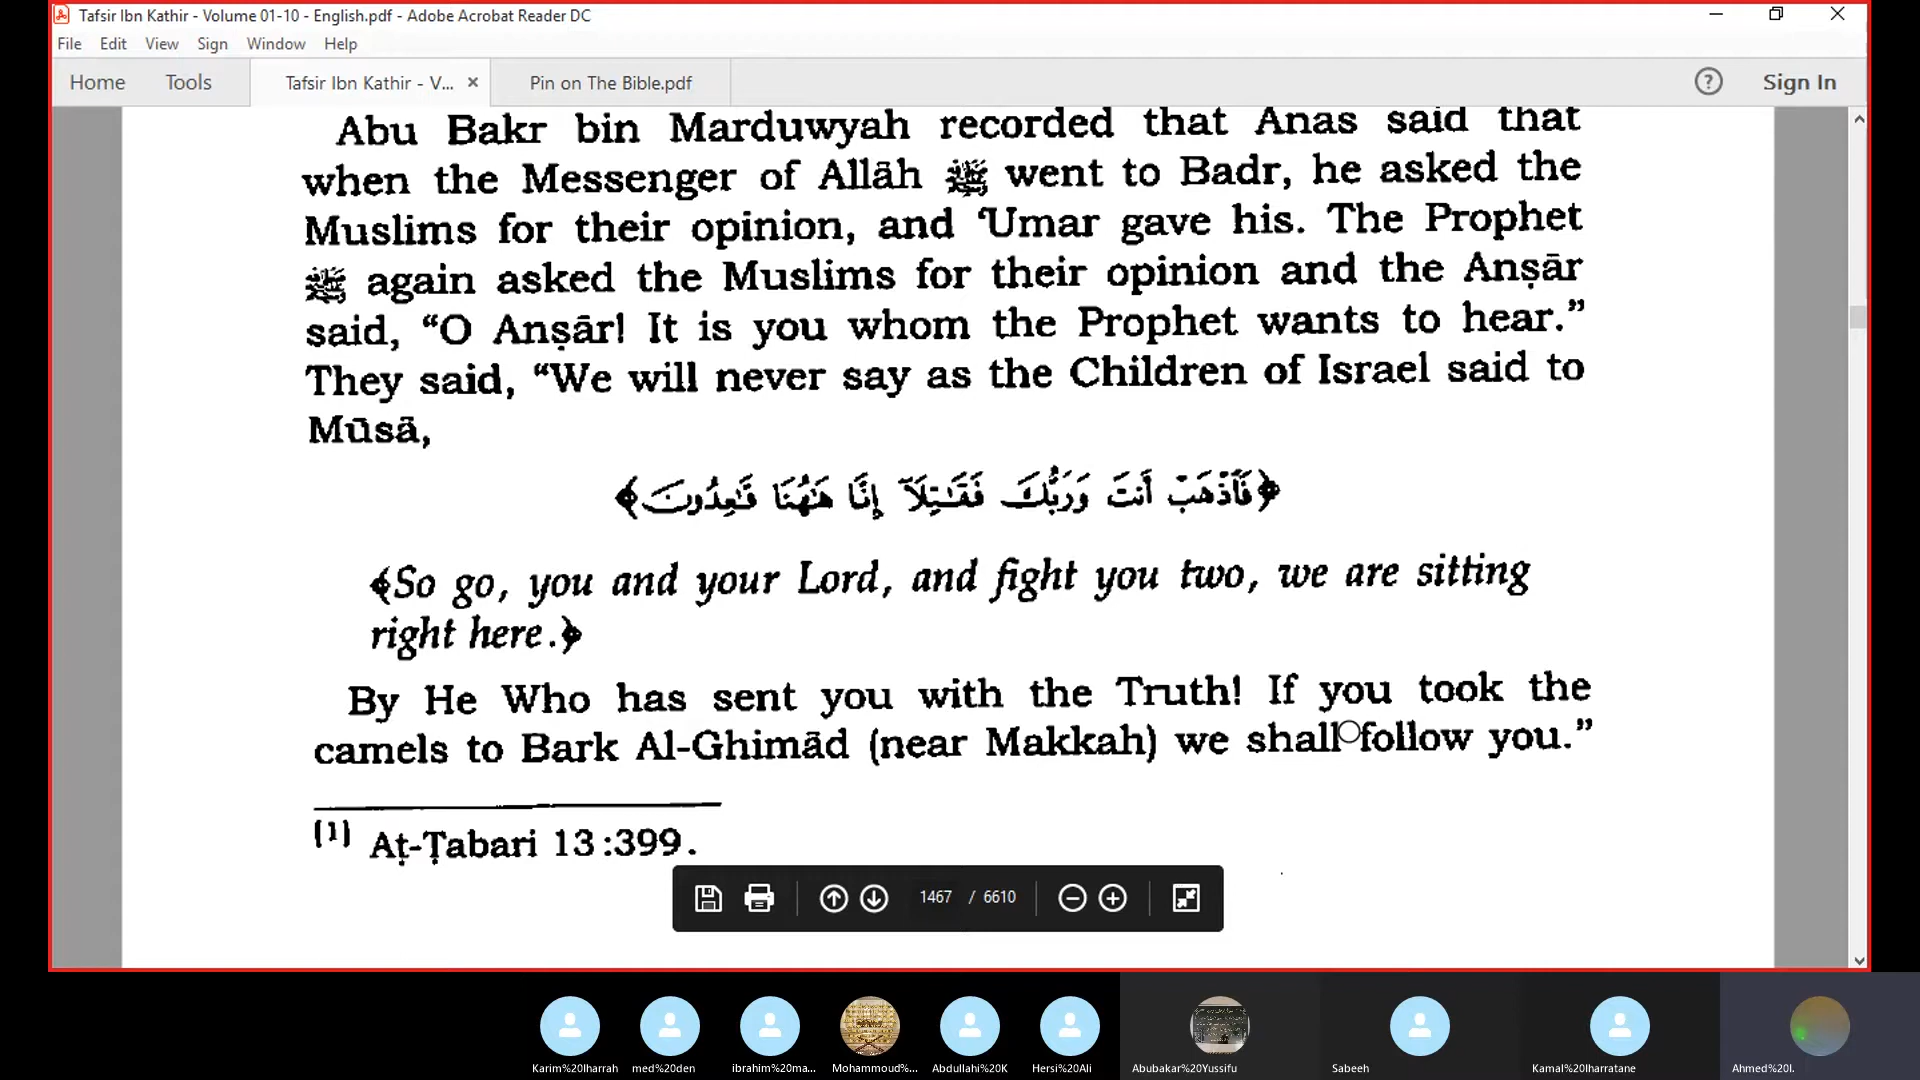 Tafsir Ibn Kathir - Volume 01-10 - English.pdf - Adobe Acrobat Reader DC
File Edit View Sign Window Help
Home Tools Tafsir Ibn Kathir - V... × Pin on The Bible.pdf ? Sign In
Abu Bakr bin Marduwyah recorded that Anas said that
when the Messenger of Allāh ﷺ went to Badr, he asked the
Muslims for their opinion, and ‘Umar gave his. The Prophet
ﷺ again asked the Muslims for their opinion and the Anṣār
said, “O Anṣār! It is you whom the Prophet wants to hear.”
They said, “We will never say as the Children of Israel said to
Mūsā,
﴿فَٱذْهَبْ أَنتَ وَرَبُّكَ فَقَٰتِلَآ إِنَّا هَٰهُنَا قَٰعِدُونَ﴾
﴾So go, you and your Lord, and fight you two, we are sitting
right here.﴿
By He Who has sent you with the Truth! If you took the
camels to Bark Al-Ghimād (near Makkah) we shall follow you.”
[1] Aṭ-Ṭabari 13:399.
1467 / 6610
Karim%20Iharrah med%20den ibrahim%20ma... Mohammoud%... Abdullahi%20K Hersi%20Ali Abubakar%20Yussifu Sabeeh Kamal%20Iharratane Ahmed%20I.